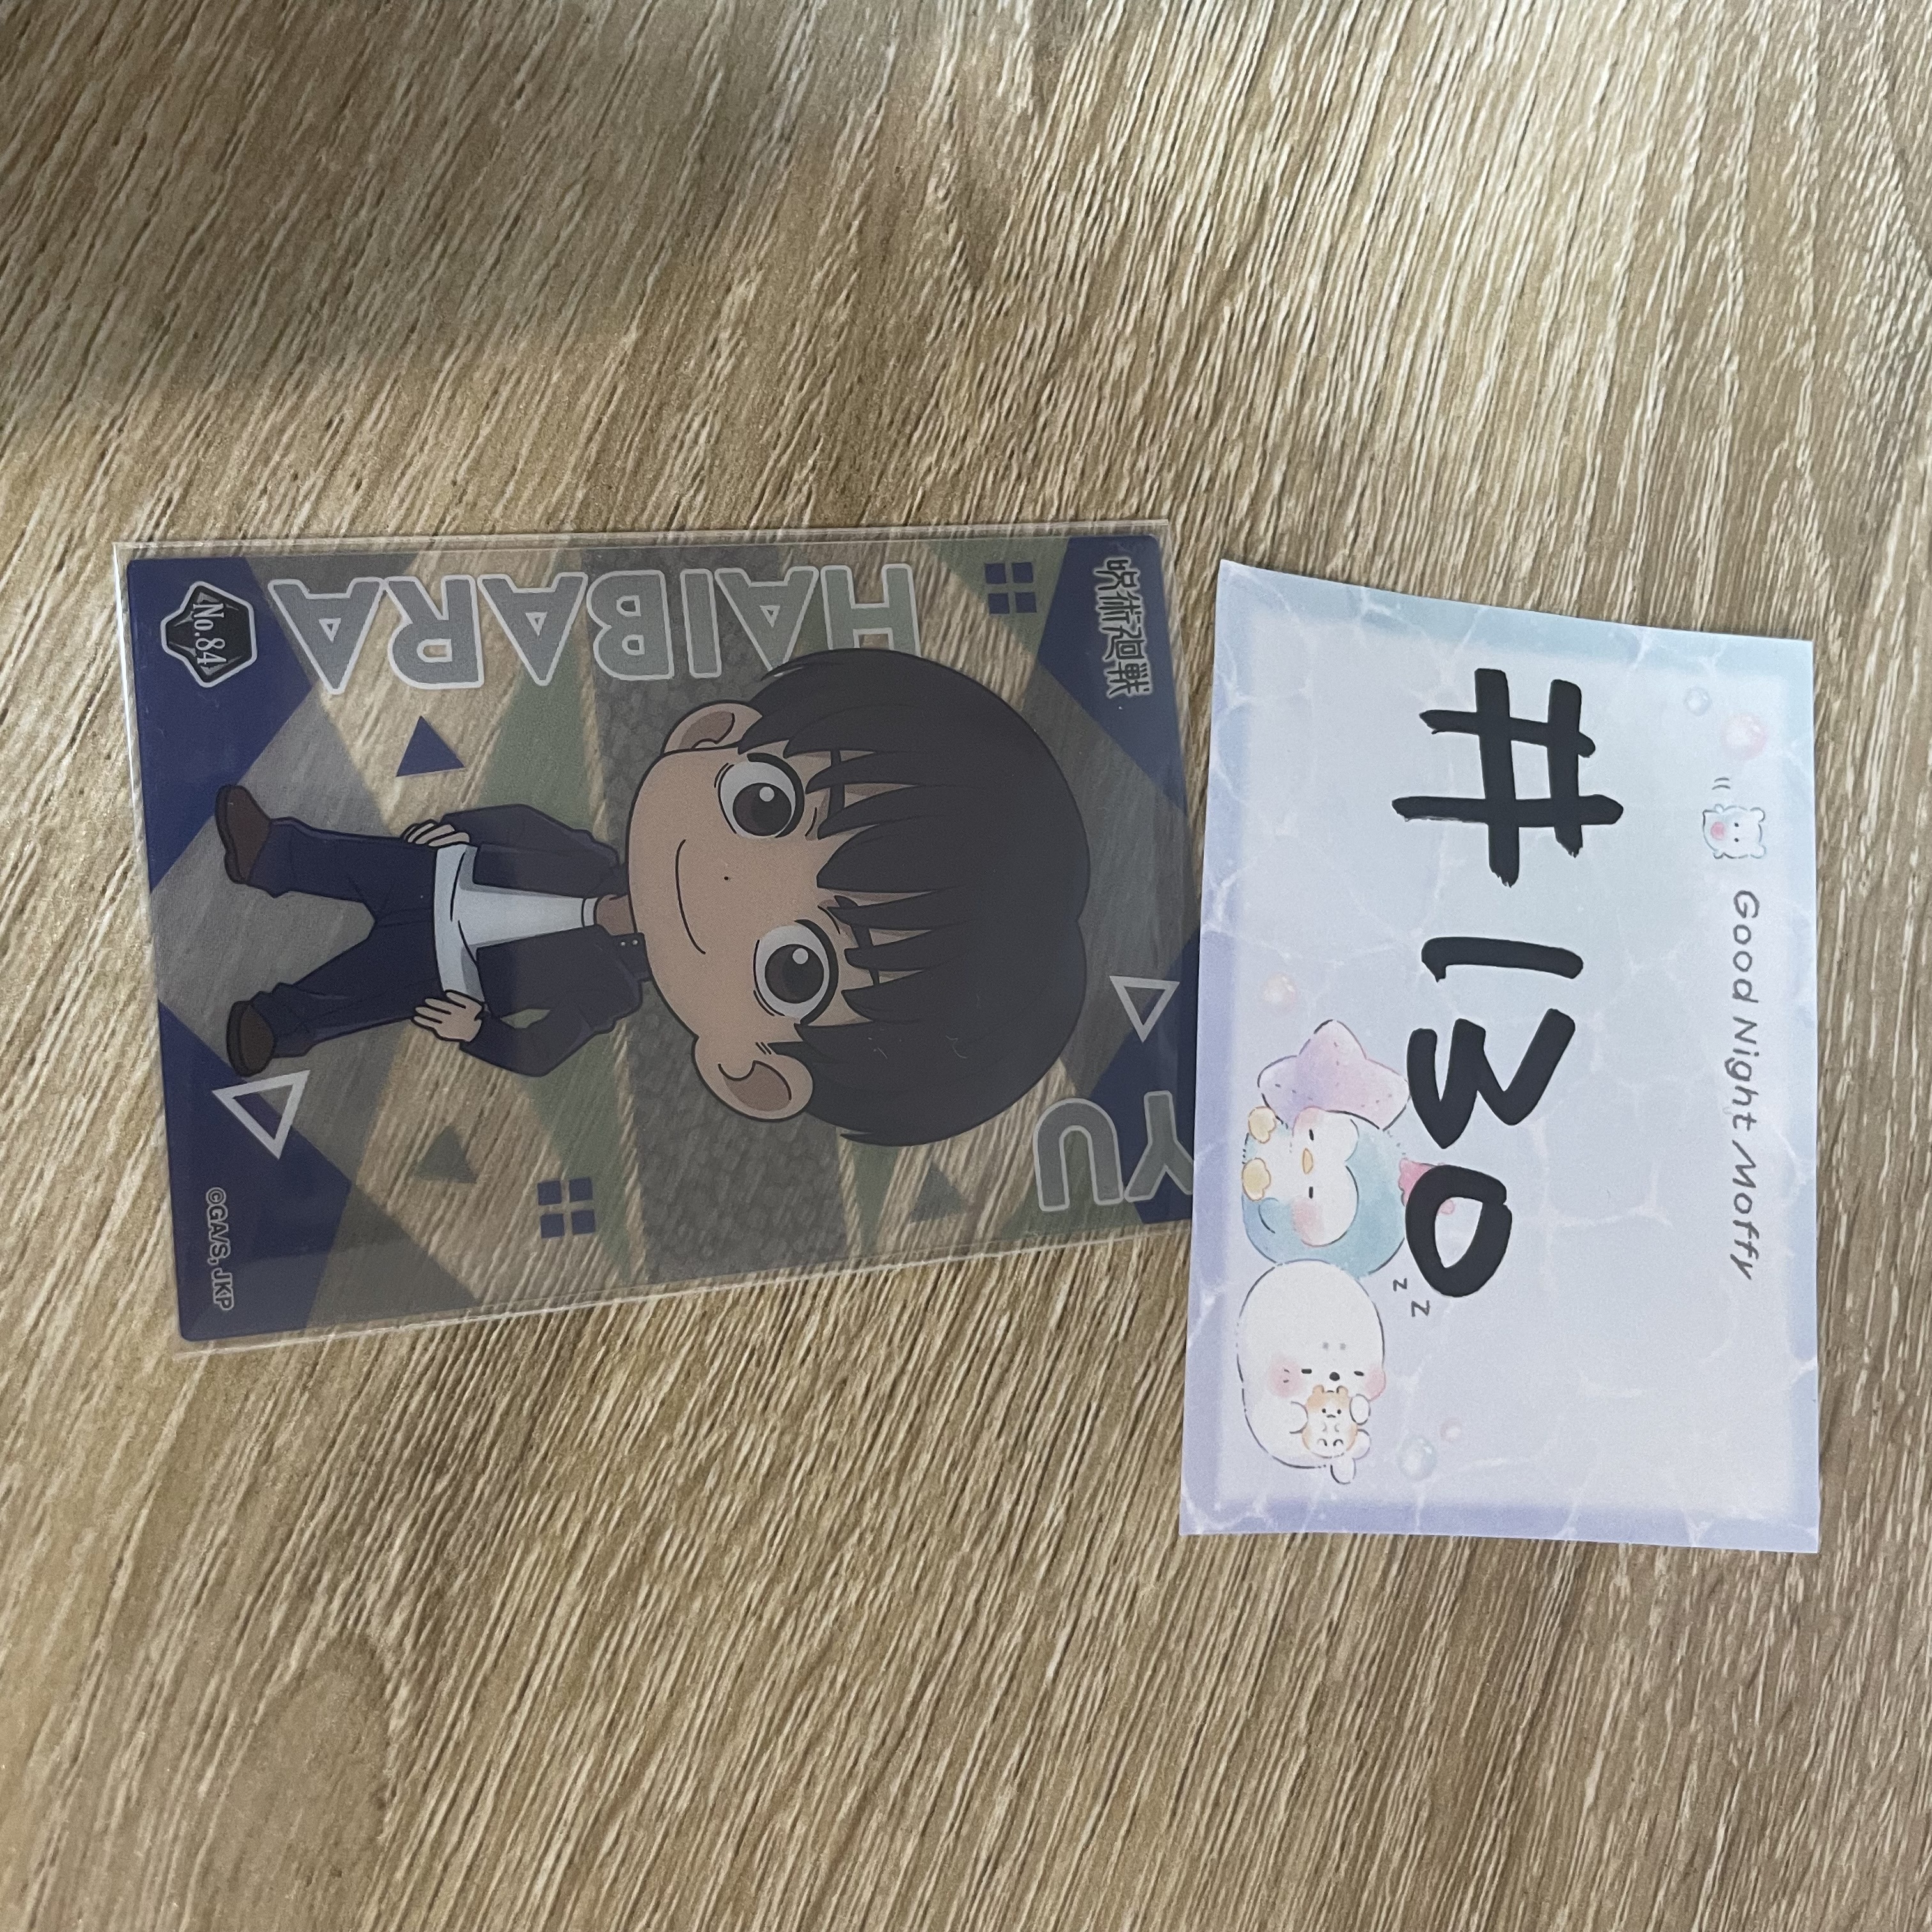 呪術廻戦
YU
HAIBARA
No.84
©GA/S, JKP
Good Night Moffy
#130
z z